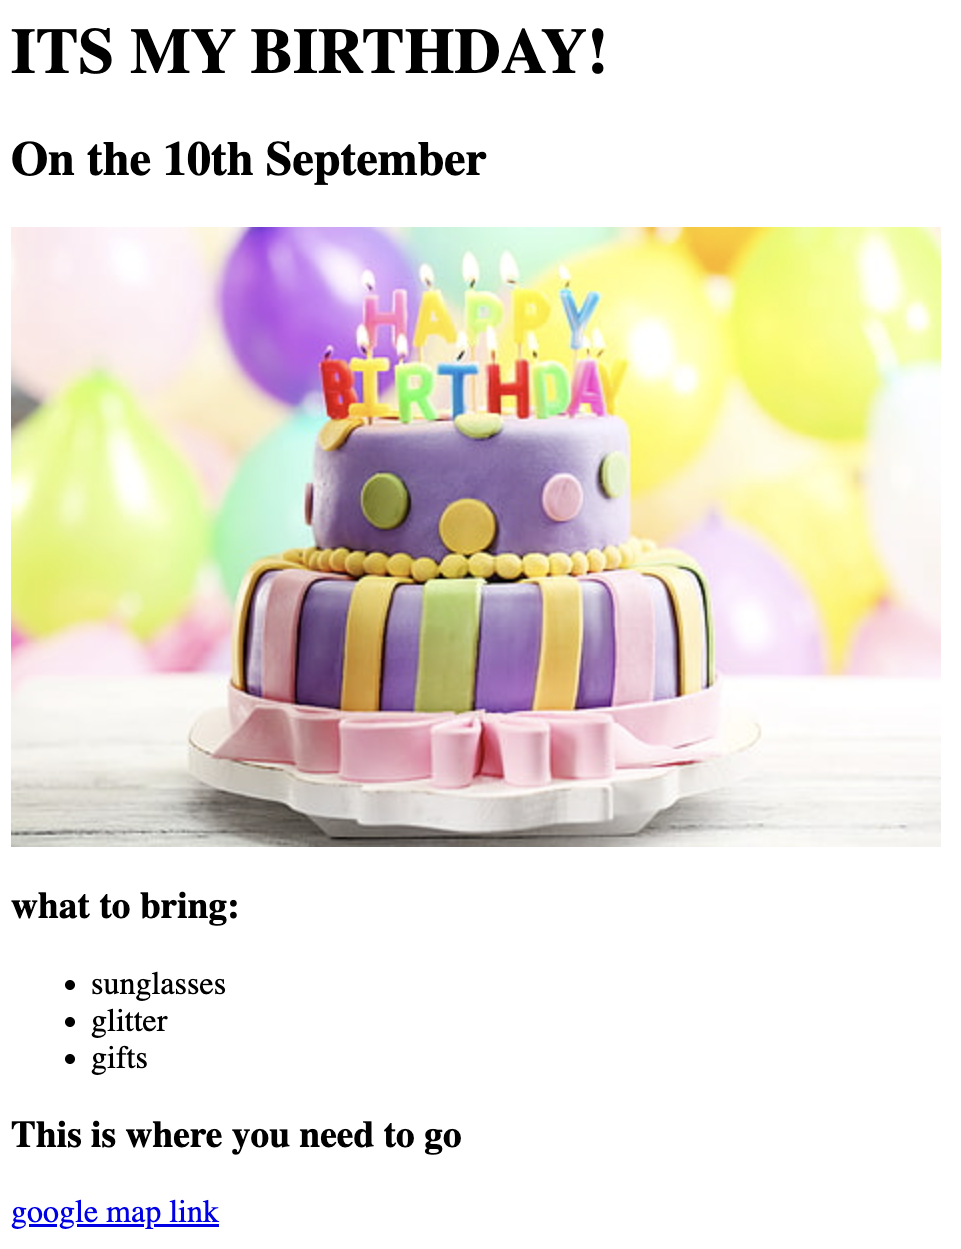 ITS MY BIRTHDAY!
On the 10th September
HAPPY
BIRTHDAY
what to bring:
sunglasses
glitter
gifts
This is where you need to go
google map link